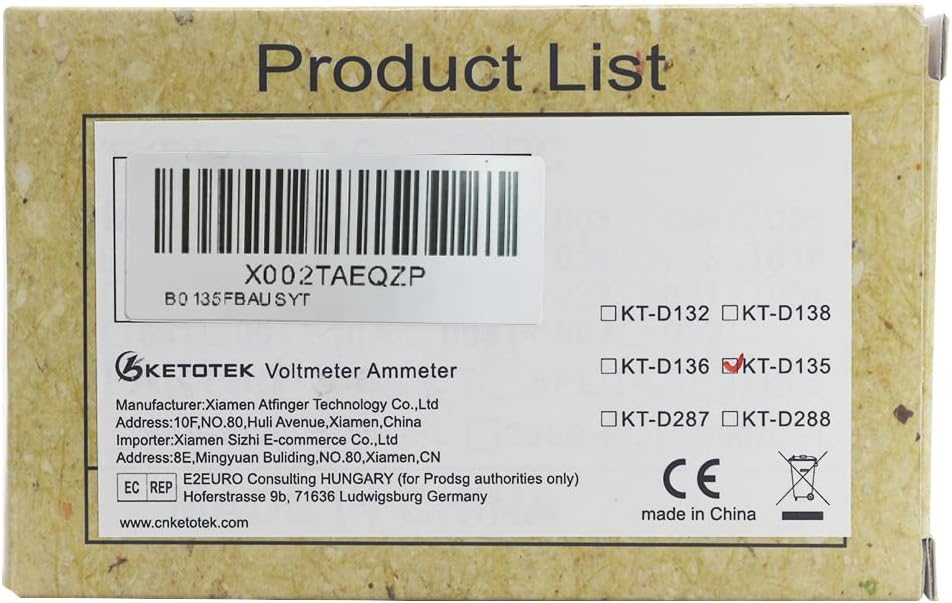 Product List
X002TAEQZP
B0135FBAUSYT
KETOTEK Voltmeter Ammeter
Manufacturer:Xiamen Atfinger Technology Co.,Ltd
Address:10F,NO.80,Huli Avenue,Xiamen,China
Importer:Xiamen Sizhi E-commerce Co.,Ltd
Address:8E,Mingyuan Buliding,NO.80,Xiamen,CN
EC REP
E2EURO Consulting HUNGARY (for Prodsg authorities only)
Hoferstrasse 9b, 71636 Ludwigsburg Germany
www.cnketotek.com
KT-D132 KT-D138
KT-D136 KT-D135
KT-D287 KT-D288
CE
made in China